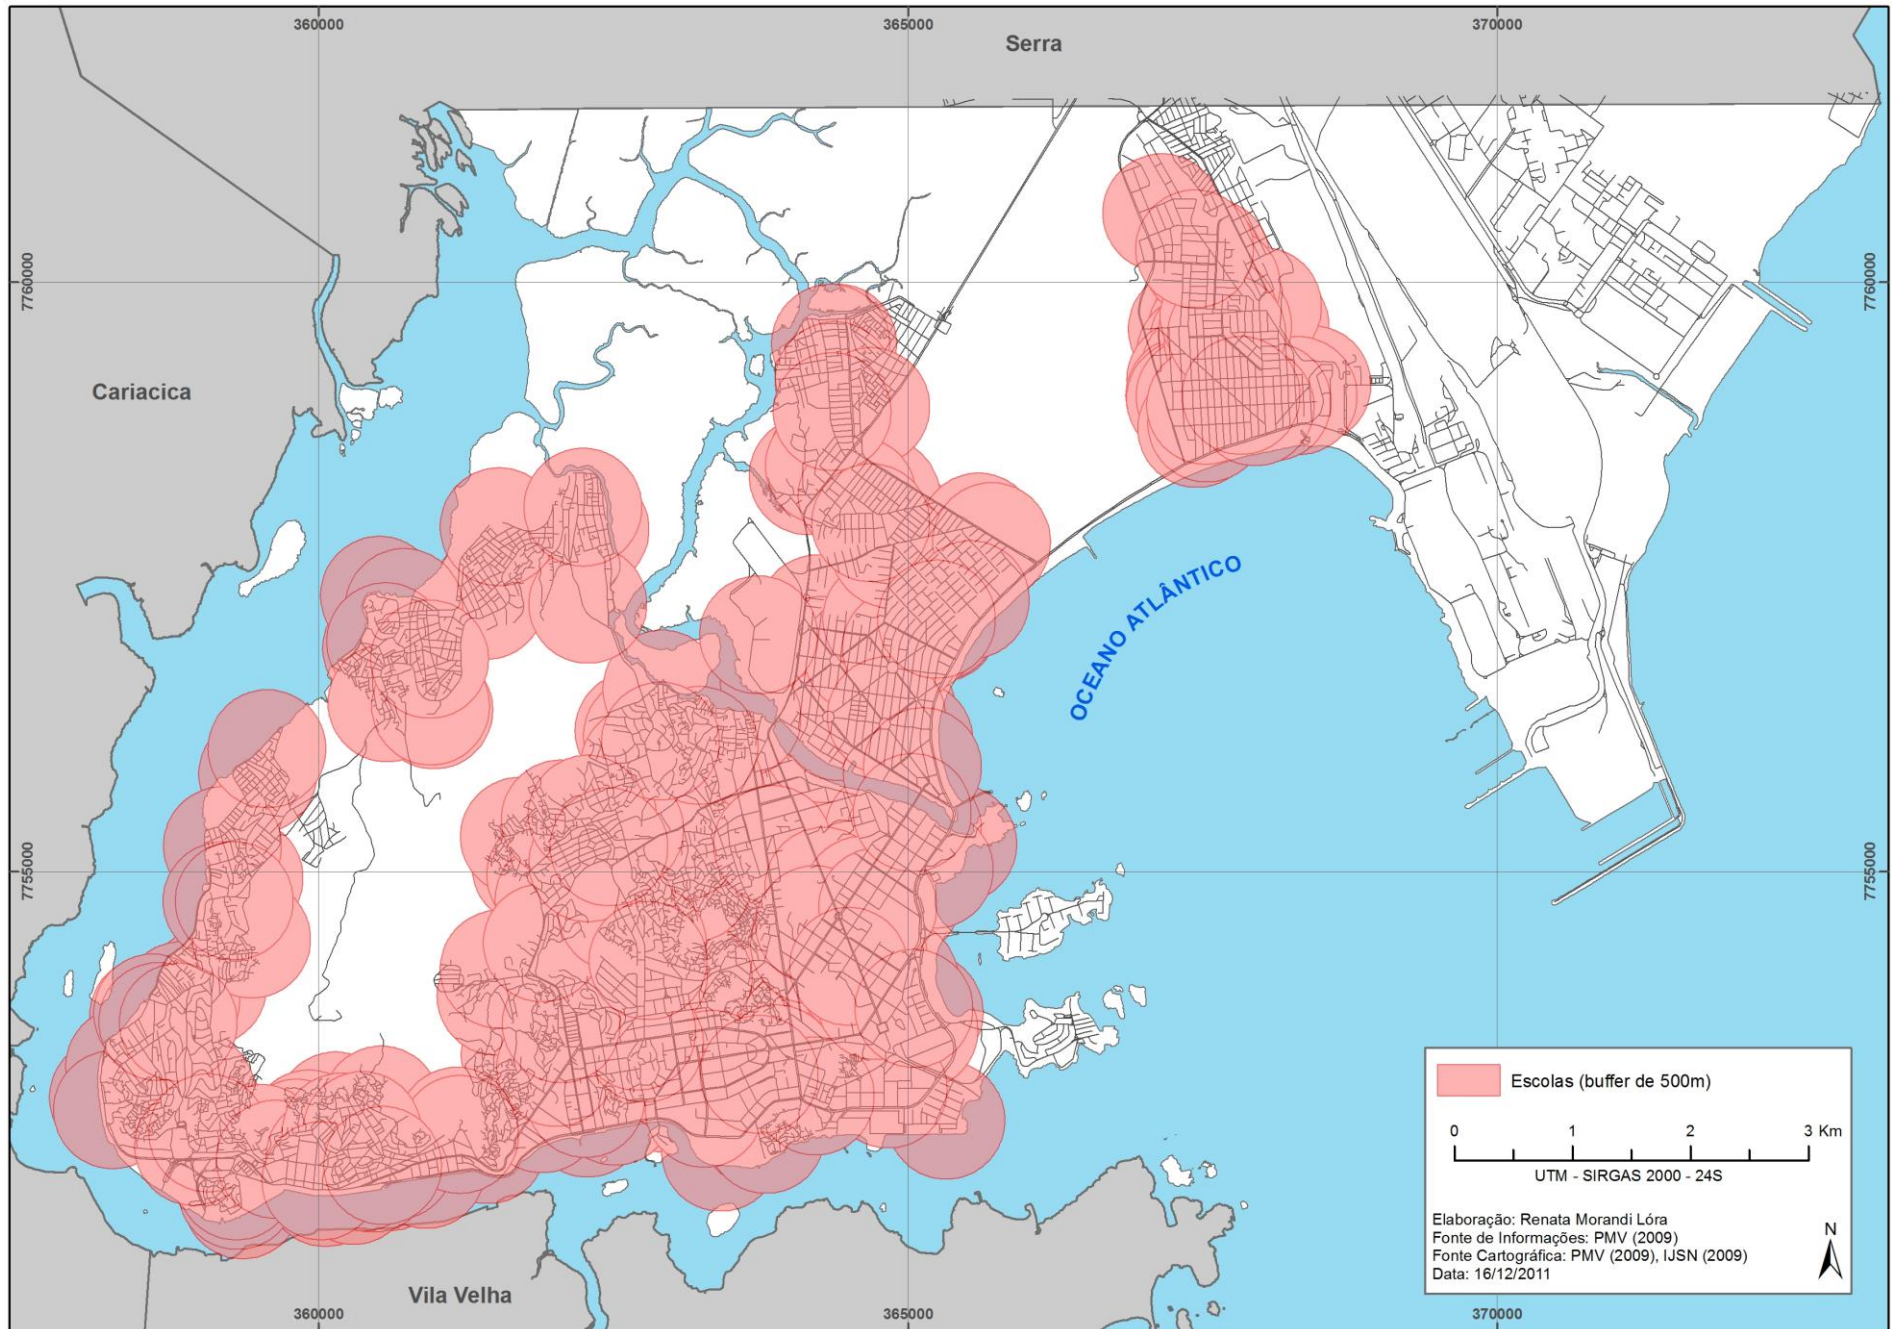 360000
365000
370000
Serra
7760000
7760000
Cariacica
OCEANO ATLÂNTICO
7755000
7755000
Escolas (buffer de 500m)
0 1 2 3 Km
UTM - SIRGAS 2000 - 24S
Elaboração: Renata Morandi Lóra
Fonte de Informações: PMV (2009)
Fonte Cartográfica: PMV (2009), IJSN (2009)
Data: 16/12/2011
N
Vila Velha
360000
365000
370000